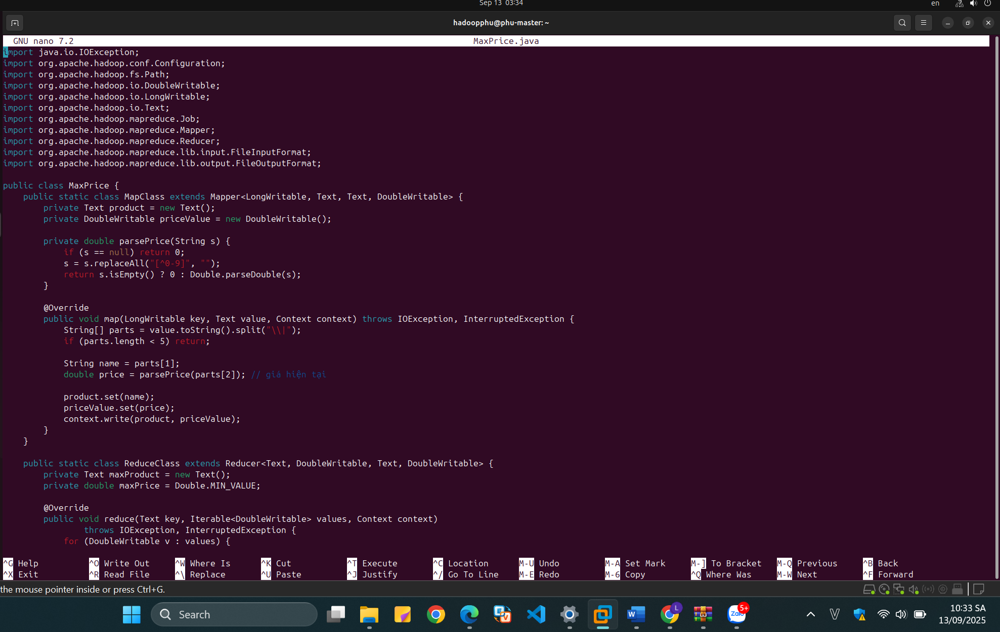 Sep 13 03:34
en
hadoopphu@phu-master: ~
GNU nano 7.2 MaxPrice.java
import java.io.IOException;
import org.apache.hadoop.conf.Configuration;
import org.apache.hadoop.fs.Path;
import org.apache.hadoop.io.DoubleWritable;
import org.apache.hadoop.io.LongWritable;
import org.apache.hadoop.io.Text;
import org.apache.hadoop.mapreduce.Job;
import org.apache.hadoop.mapreduce.Mapper;
import org.apache.hadoop.mapreduce.Reducer;
import org.apache.hadoop.mapreduce.lib.input.FileInputFormat;
import org.apache.hadoop.mapreduce.lib.output.FileOutputFormat;
public class MaxPrice {
    public static class MapClass extends Mapper<LongWritable, Text, Text, DoubleWritable> {
        private Text product = new Text();
        private DoubleWritable priceValue = new DoubleWritable();
        private double parsePrice(String s) {
            if (s == null) return 0;
            s = s.replaceAll("[^0-9]", "");
            return s.isEmpty() ? 0 : Double.parseDouble(s);
        }
        @Override
        public void map(LongWritable key, Text value, Context context) throws IOException, InterruptedException {
            String[] parts = value.toString().split("\\|");
            if (parts.length < 5) return;
            String name = parts[1];
            double price = parsePrice(parts[2]); // giá hiện tại
            product.set(name);
            priceValue.set(price);
            context.write(product, priceValue);
        }
    }
    public static class ReduceClass extends Reducer<Text, DoubleWritable, Text, DoubleWritable> {
        private Text maxProduct = new Text();
        private double maxPrice = Double.MIN_VALUE;
        @Override
        public void reduce(Text key, Iterable<DoubleWritable> values, Context context)
                throws IOException, InterruptedException {
            for (DoubleWritable v : values) {
^G Help ^O Write Out ^W Where Is ^K Cut ^T Execute ^C Location M-U Undo M-A Set Mark M-] To Bracket M-Q Previous ^B Back
^X Exit ^R Read File ^\ Replace ^U Paste ^J Justify ^/ Go To Line M-E Redo M-6 Copy ^Q Where Was M-W Next ^F Forward
the mouse pointer inside or press Ctrl+G.
Search
L
5+
Zalo
10:33 SA
13/09/2025